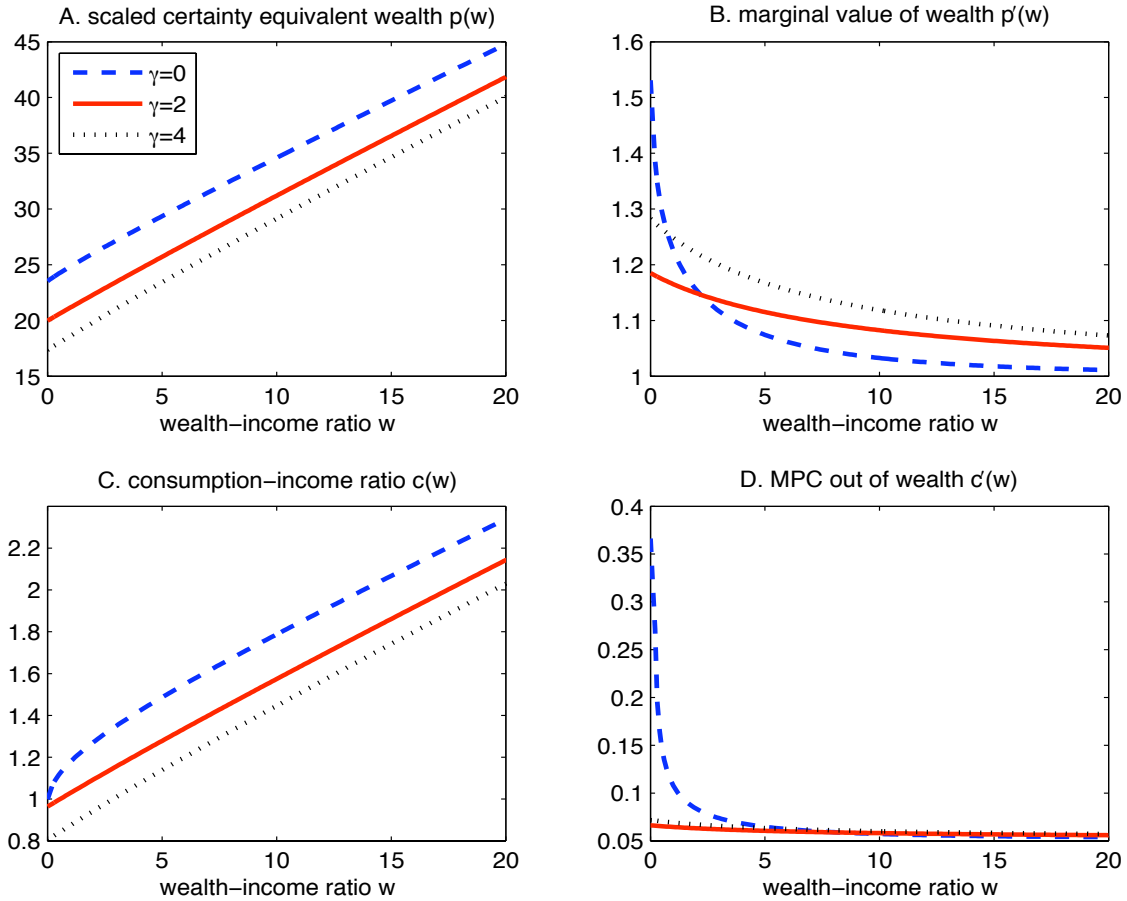 A. scaled certainty equivalent wealth p(w)
45
40
35
30
25
20
15
γ=0
γ=2
γ=4
0 5 10 15 20
wealth−income ratio w
B. marginal value of wealth p′(w)
1.6
1.5
1.4
1.3
1.2
1.1
1
0 5 10 15 20
wealth−income ratio w
C. consumption−income ratio c(w)
2.2
2
1.8
1.6
1.4
1.2
1
0.8
0 5 10 15 20
wealth−income ratio w
D. MPC out of wealth c′(w)
0.4
0.35
0.3
0.25
0.2
0.15
0.1
0.05
0 5 10 15 20
wealth−income ratio w